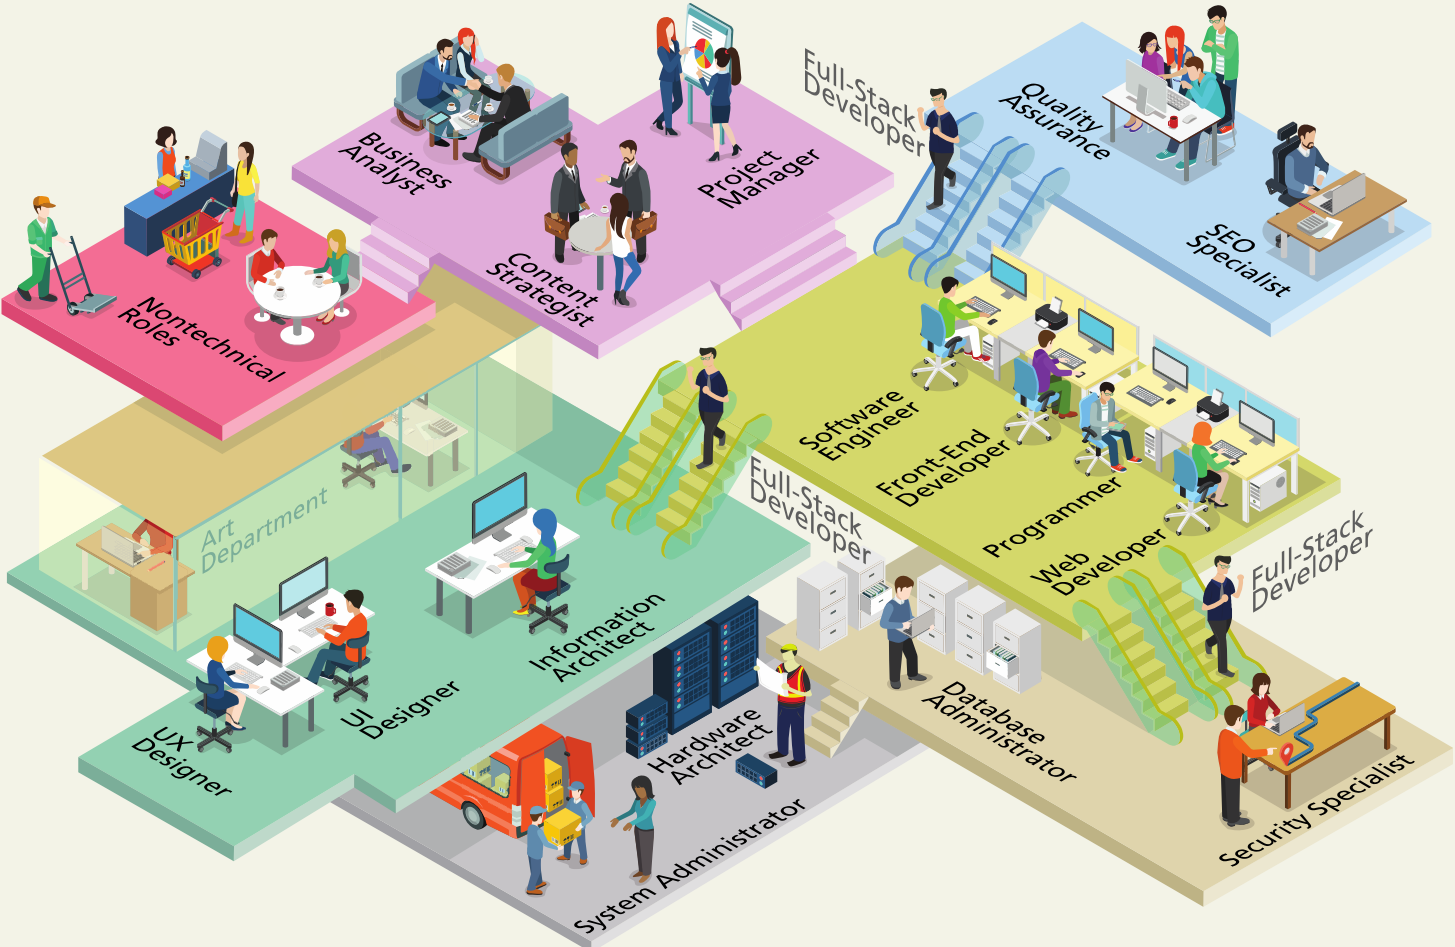 Full-Stack
Developer
Quality
Assurance
Business
Analyst
Project
Manager
SEO
Specialist
Content
Strategist
Nontechnical
Roles
Software
Engineer
Front-End
Developer
Programmer
Web
Developer
Full-Stack
Developer
Full-Stack
Developer
Art
Department
Information
Architect
UI
Designer
UX
Designer
Hardware
Architect
Database
Administrator
System Administrator
Security Specialist